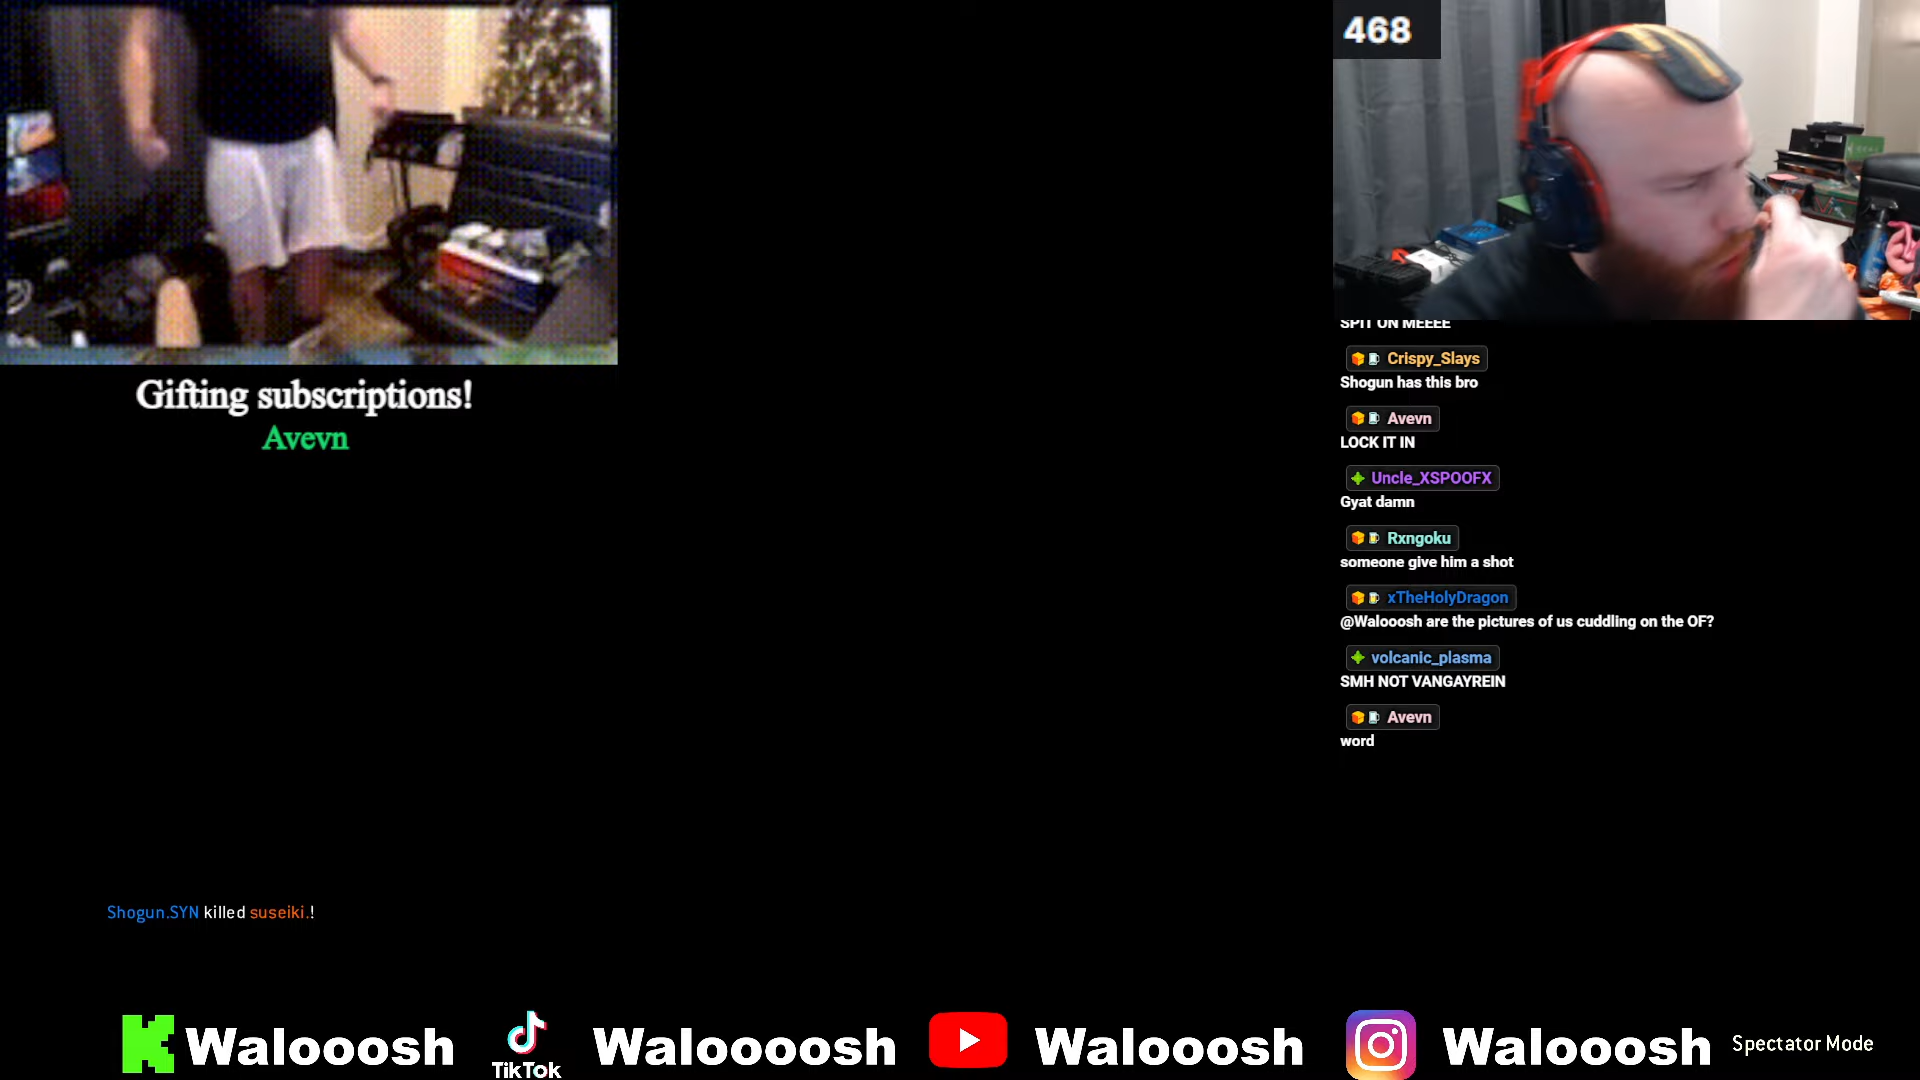 468
Gifting subscriptions!
Avevn
SPIT ON MEEEE
Crispy_Slays
Shogun has this bro
Avevn
LOCK IT IN
Uncle_XSPOOFX
Gyat damn
Rxngoku
someone give him a shot
xTheHolyDragon
@Walooosh are the pictures of us cuddling on the OF?
volcanic_plasma
SMH NOT VANGAYREIN
Avevn
word
Shogun.SYN killed suseiki.!
Walooosh
TikTok
Waloooosh
Walooosh
Walooosh
Spectator Mode